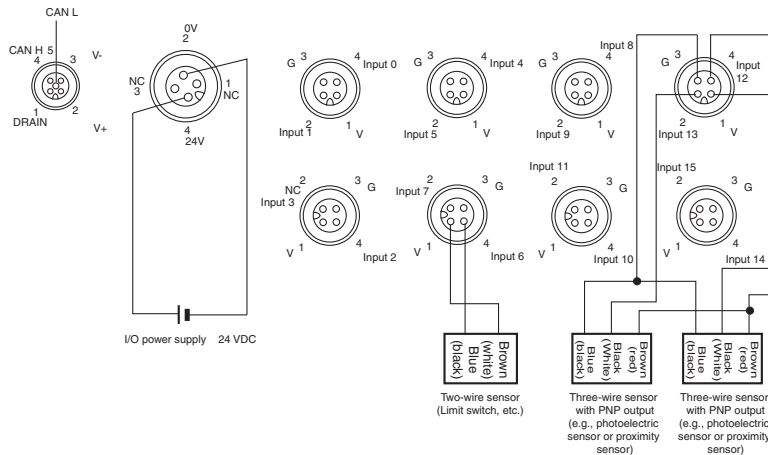 CAN L
CAN H 5
4 3 V-
1 2
DRAIN V+
0V
2
NC
3
1
NC
4
24V
I/O power supply 24 VDC
G 3 4 Input 0
Input 1 2 1 V
G 3 4 Input 4
Input 5 2 1 V
G 3 4 Input 8
Input 9 2 1 V
G 3 4 Input 12
Input 13 2 1 V
NC 2 3 G
Input 3
V 1 4 Input 2
Input 7 2 3 G
V 1 4 Input 6
Input 11
2 3 G
V 1 4 Input 10
Input 15
2 3 G
V 1 4 Input 14
Blue (black)
Brown (white)
Two-wire sensor
(Limit switch, etc.)
Blue (black)
Black (White)
Brown (red)
Three-wire sensor
with PNP output
(e.g., photoelectric
sensor or proximity
sensor)
Blue (black)
Black (White)
Brown (red)
Three-wire sensor
with PNP output
(e.g., photoelectric
sensor or proximity
sensor)